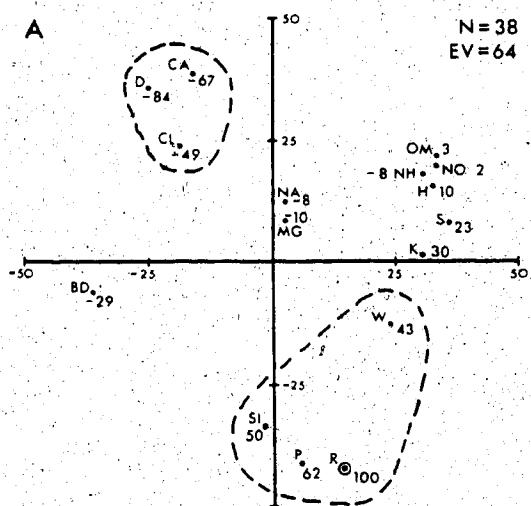 A
50
N=38
EV=64
CA
-67
D
-84
CL
-49
25
OM 3
-8 NH
NO 2
H 10
S 23
K 30
NA -8
-10
MG
-50
-25
25
50
BD -29
W 43
-25
SI
50
P 62
R 100